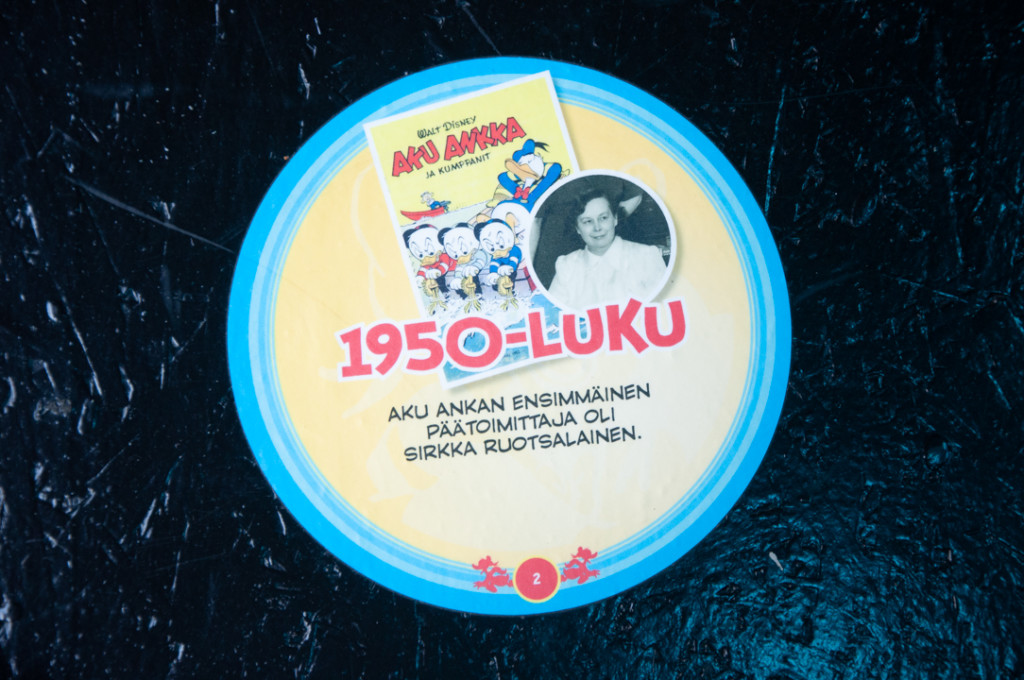 Walt Disney
AKU ANKKA
JA KUMPPANIT
1950-LUKU
AKU ANKAN ENSIMMÄINEN
PÄÄTOIMITTAJA OLI
SIRKKA RUOTSALAINEN.
2